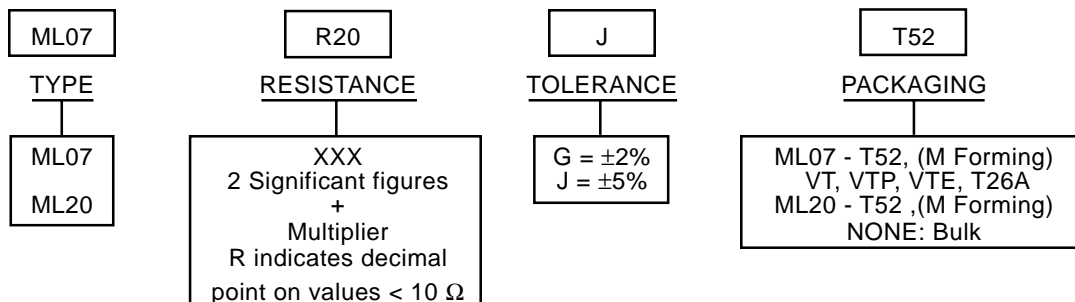 ML07 R20 J T52
TYPE RESISTANCE TOLERANCE PACKAGING
ML07
ML20
XXX
2 Significant figures
+
Multiplier
R indicates decimal
point on values < 10 Ω
G = ±2%
J = ±5%
ML07 - T52, (M Forming)
VT, VTP, VTE, T26A
ML20 - T52 ,(M Forming)
NONE: Bulk